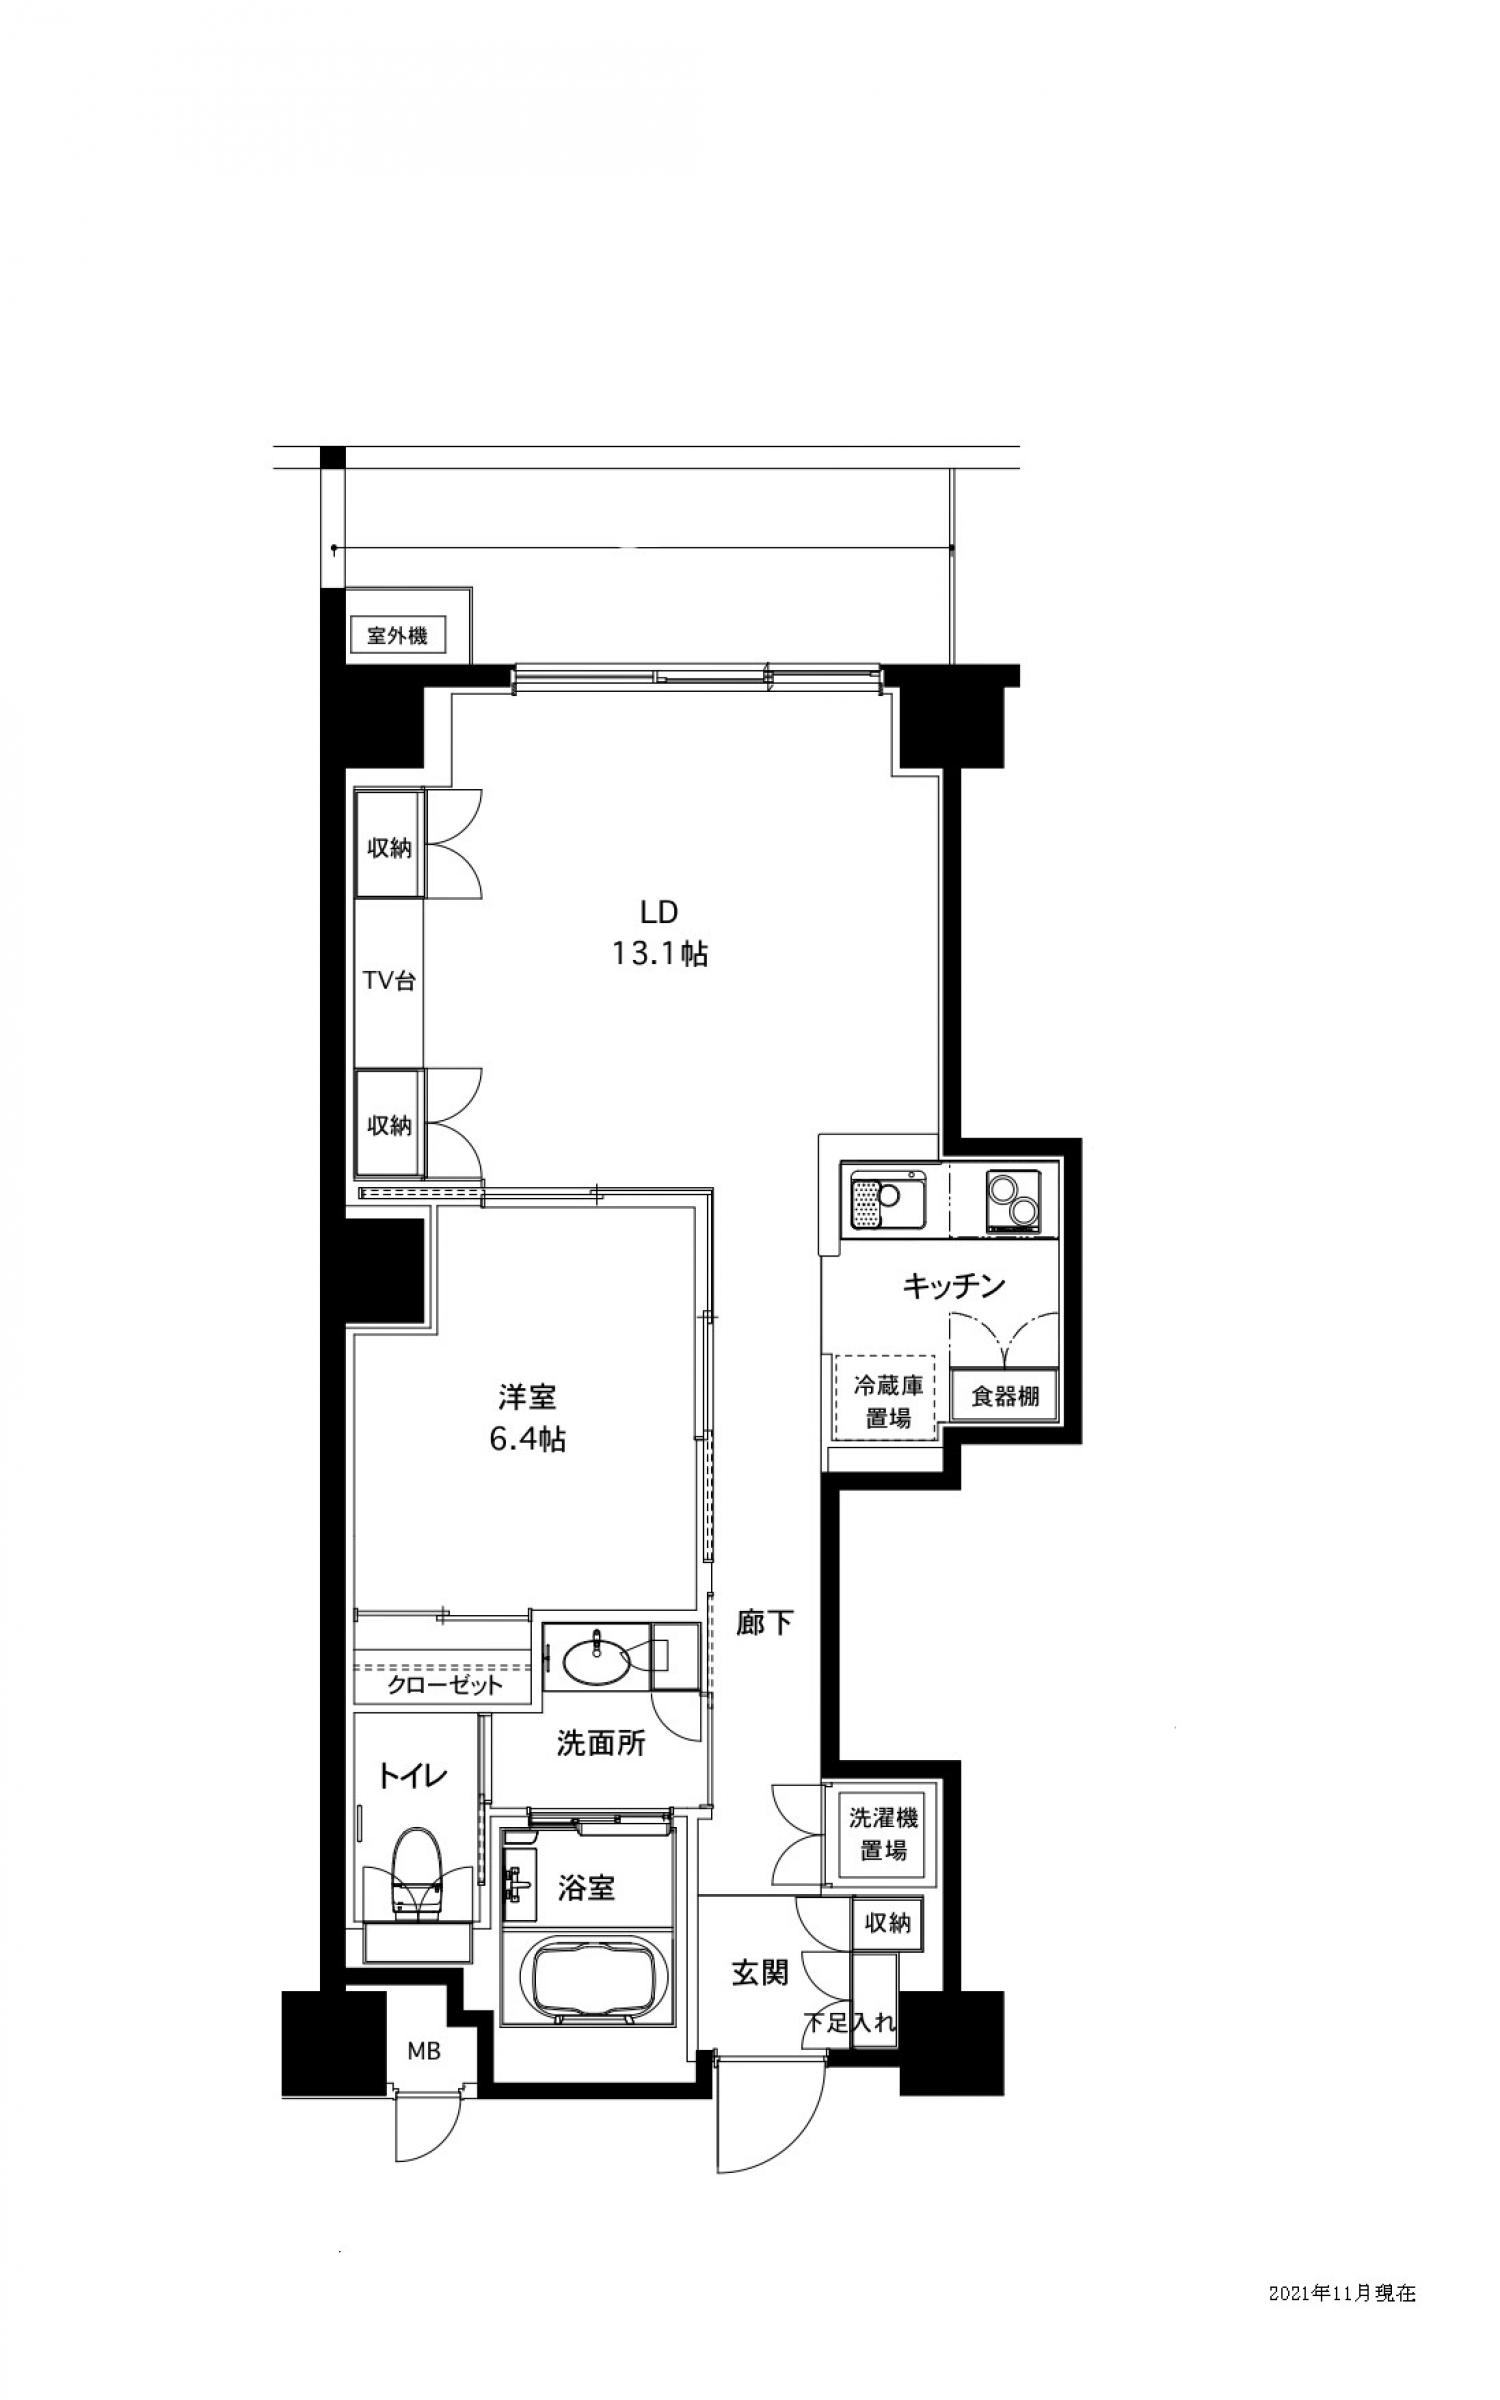 室外機
収納
LD
13.1帖
TV台
収納
キッチン
冷蔵庫
置場
食器棚
洋室
6.4帖
廊下
クローゼット
洗面所
トイレ
洗濯機
置場
浴室
収納
玄関
下足入れ
MB
2021年11月現在